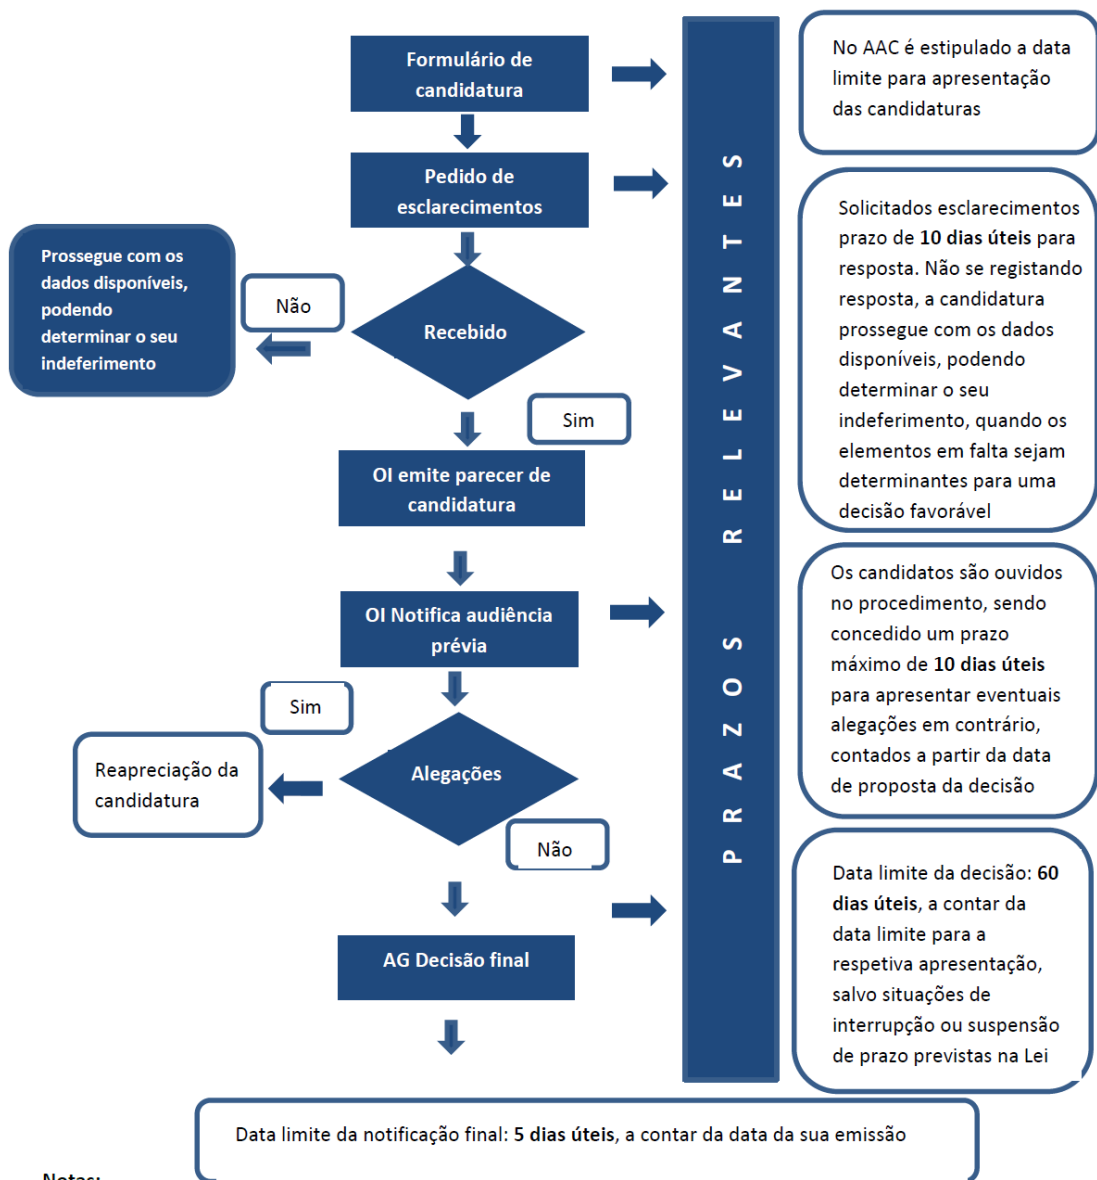 Formulário de
candidatura
No AAC é estipulado a data
limite para apresentação
das candidaturas
Pedido de
esclarecimentos
Solicitados esclarecimentos
prazo de 10 dias úteis para
resposta. Não se registando
resposta, a candidatura
prossegue com os dados
disponíveis, podendo
determinar o seu
indeferimento, quando os
elementos em falta sejam
determinantes para uma
decisão favorável
Prossegue com os
dados disponíveis,
podendo
determinar o seu
indeferimento
Não
Recebido
Sim
OI emite parecer de
candidatura
PRAZOS RELEVANTES
OI Notifica audiência
prévia
Os candidatos são ouvidos
no procedimento, sendo
concedido um prazo
máximo de 10 dias úteis
para apresentar eventuais
alegações em contrário,
contados a partir da data
de proposta da decisão
Sim
Reapreciação da
candidatura
Alegações
Não
AG Decisão final
Data limite da decisão: 60
dias úteis, a contar da
data limite para a
respetiva apresentação,
salvo situações de
interrupção ou suspensão
de prazo previstas na Lei
Data limite da notificação final: 5 dias úteis, a contar da data da sua emissão
Notas: